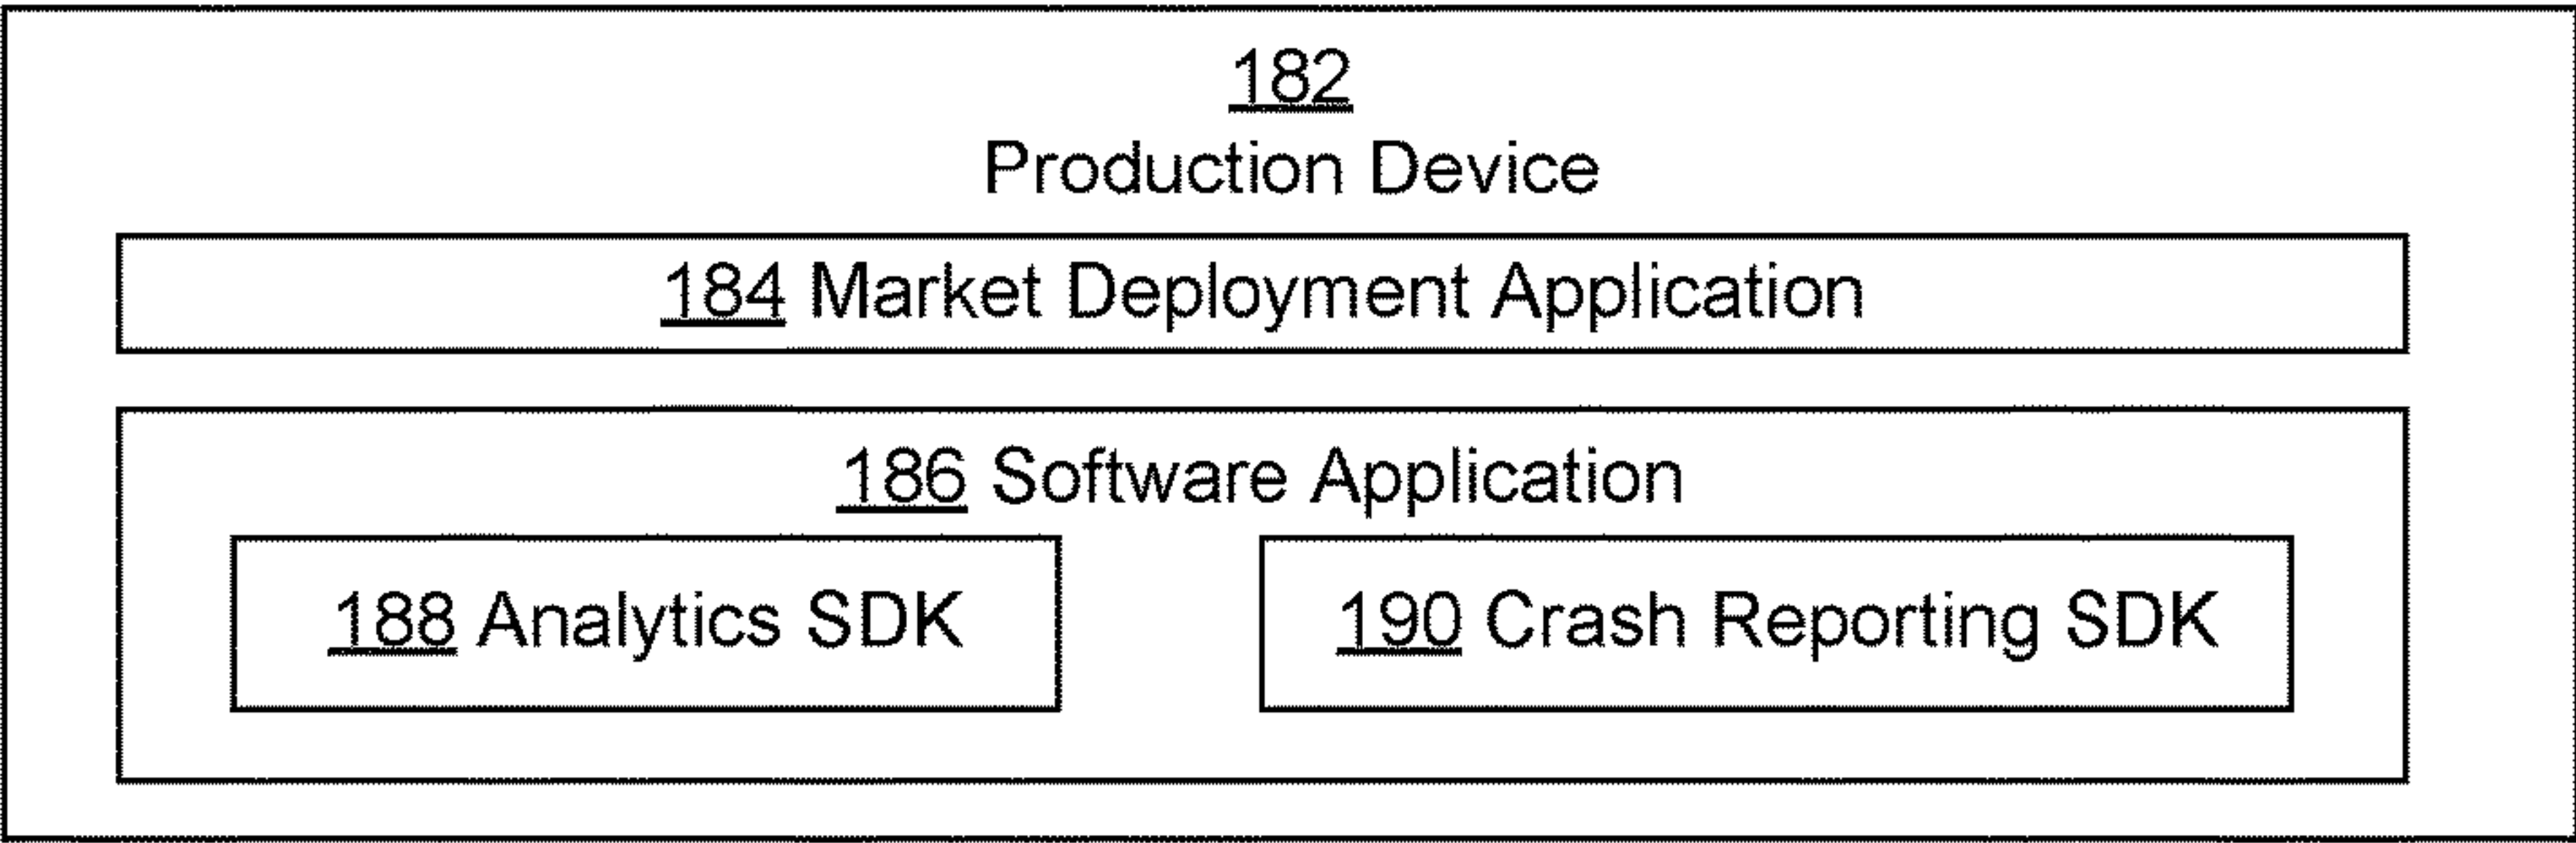 182
Production Device
184 Market Deployment Application
186 Software Application
188 Analytics SDK
190 Crash Reporting SDK